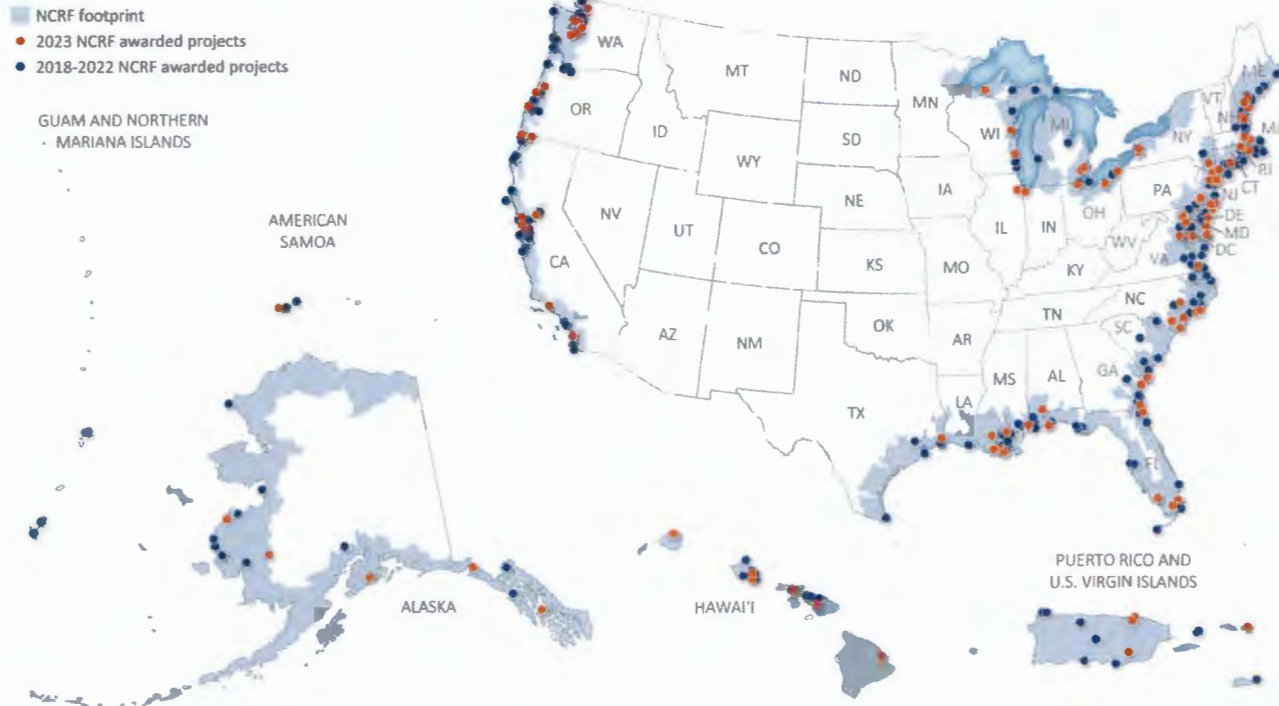 NCRF footprint
2023 NCRF awarded projects
2018-2022 NCRF awarded projects
GUAM AND NORTHERN
MARIANA ISLANDS
AMERICAN
SAMOA
WA
MT
ND
MN
OR
ID
SD
WI
MI
WY
NE
IA
NV
UT
CO
CA
KS
MO
IL
IN
OH
PA
NY
VT
ME
RI
CT
NJ
DE
MD
DC
WV
VA
KY
TN
NC
SC
AZ
NM
OK
AR
TX
LA
MS
AL
GA
FL
ALASKA
HAWAI'I
PUERTO RICO AND
U.S. VIRGIN ISLANDS